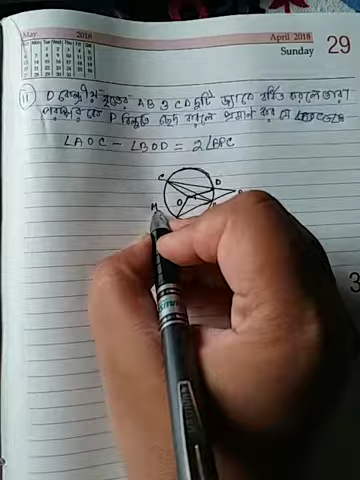 May 2018
April 2018
Sunday 29
11 O কেন্দ্রীয় বৃত্তের AB ও CD দুটি জ্যাকে বর্ধিত করলে তারা
পরস্পরকে P বিন্দুতে ছেদ করলে প্রমাণ কর যে
∠AOC - ∠BOD = 2∠BPC
C
D
O
3